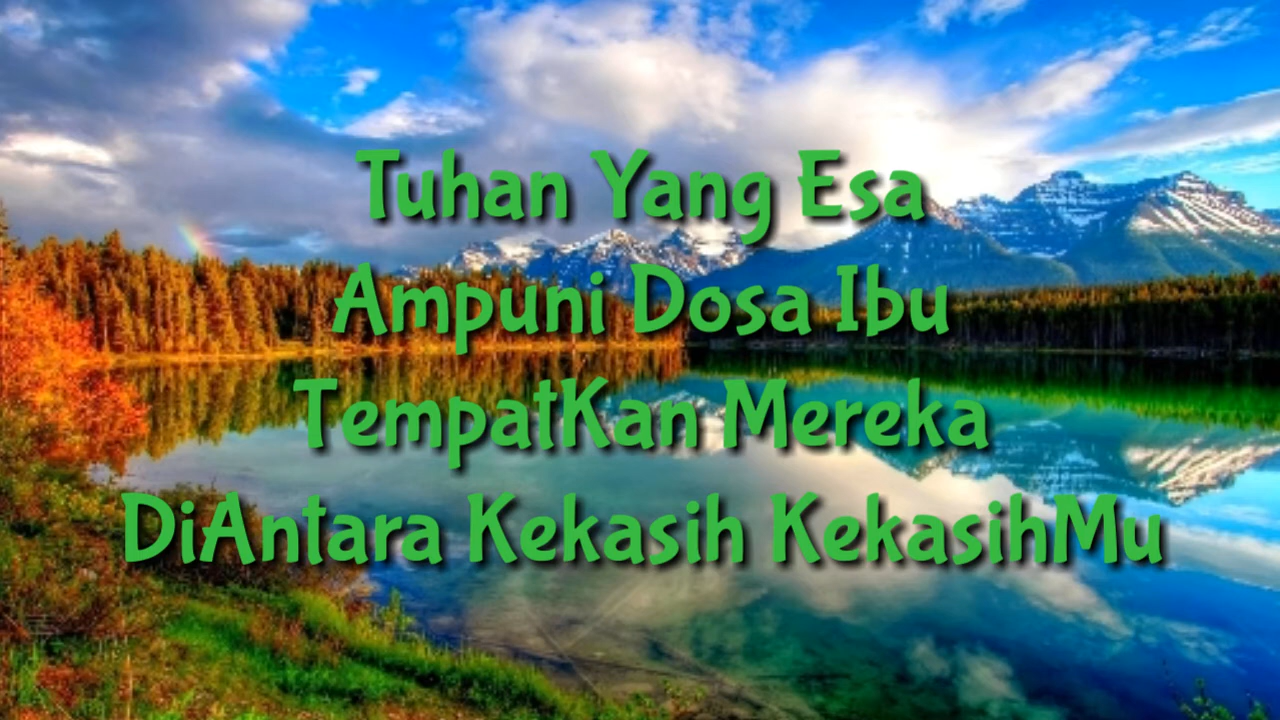 Tuhan Yang Esa
Ampuni Dosa Ibu
TempatKan Mereka
DiAntara Kekasih KekasihMu